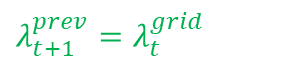 λ_{t+1}^{prev} = λ_t^{grid}